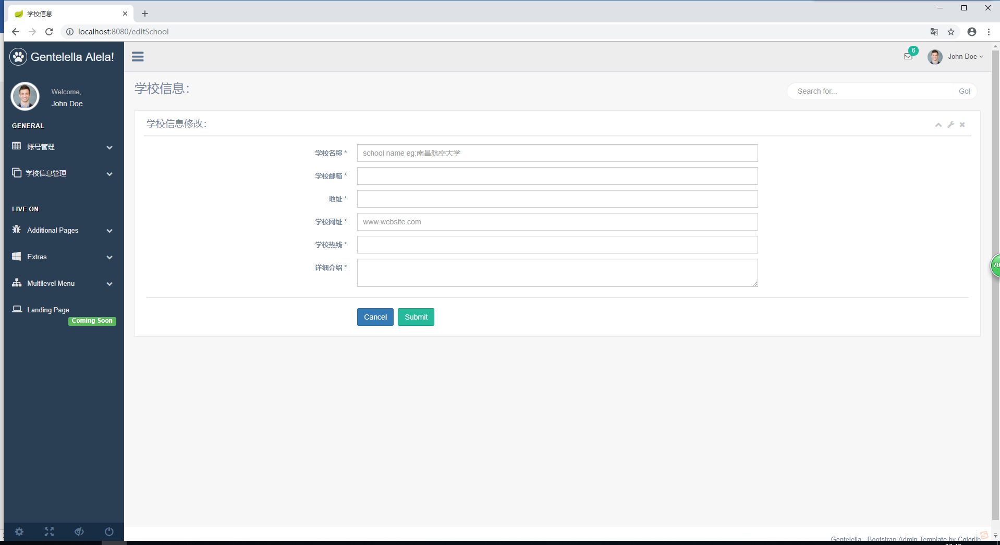 学校信息
localhost:8080/editSchool
Gentelella Alela!
6
John Doe
Welcome,
John Doe
学校信息：
Search for...
Go!
GENERAL
学校信息修改：
账号管理
学校名称 *
school name eg:南昌航空大学
学校信息管理
学校邮箱 *
地址 *
LIVE ON
学校网址 *
www.website.com
Additional Pages
学校热线 *
Extras
详细介绍 *
70
Multilevel Menu
Landing Page
Coming Soon
Cancel
Submit
Gentelella - Bootstrap Admin Template by Colorlib